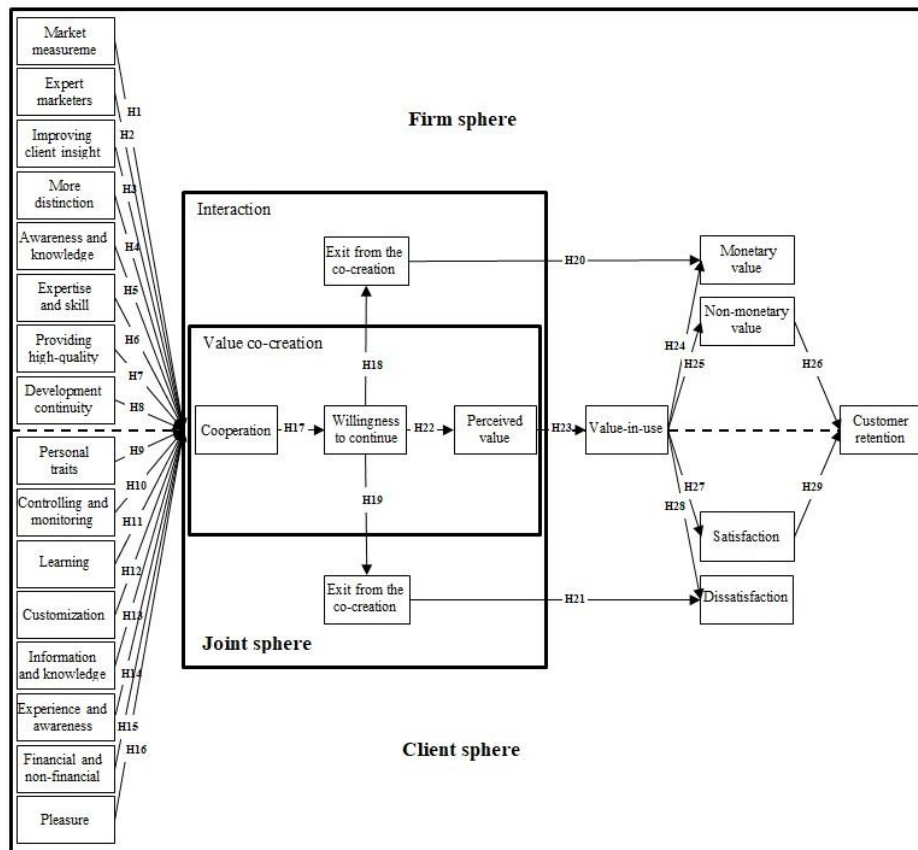 Market
measureme
Expert
marketers
Improving
client insight
More
distinction
Awareness and
knowledge
Expertise
and skill
Providing
high-quality
Development
continuity
Personal
traits
Controlling and
monitoring
Learning
Customization
Information
and knowledge
Experience and
awareness
Financial and
non-financial
Pleasure
H1
H2
H3
H4
H5
H6
H7
H8
H9
H10
H11
H12
H13
H14
H15
H16
Firm sphere
Interaction
Exit from the
co-creation
H20
Monetary
value
Non-monetary
value
Value co-creation
H18
H24
H25
H26
Cooperation
H17
Willingness
to continue
H22
Perceived
value
H23
Value-in-use
Customer
retention
H19
H27
H28
H29
Satisfaction
Exit from the
co-creation
H21
Dissatisfaction
Joint sphere
Client sphere